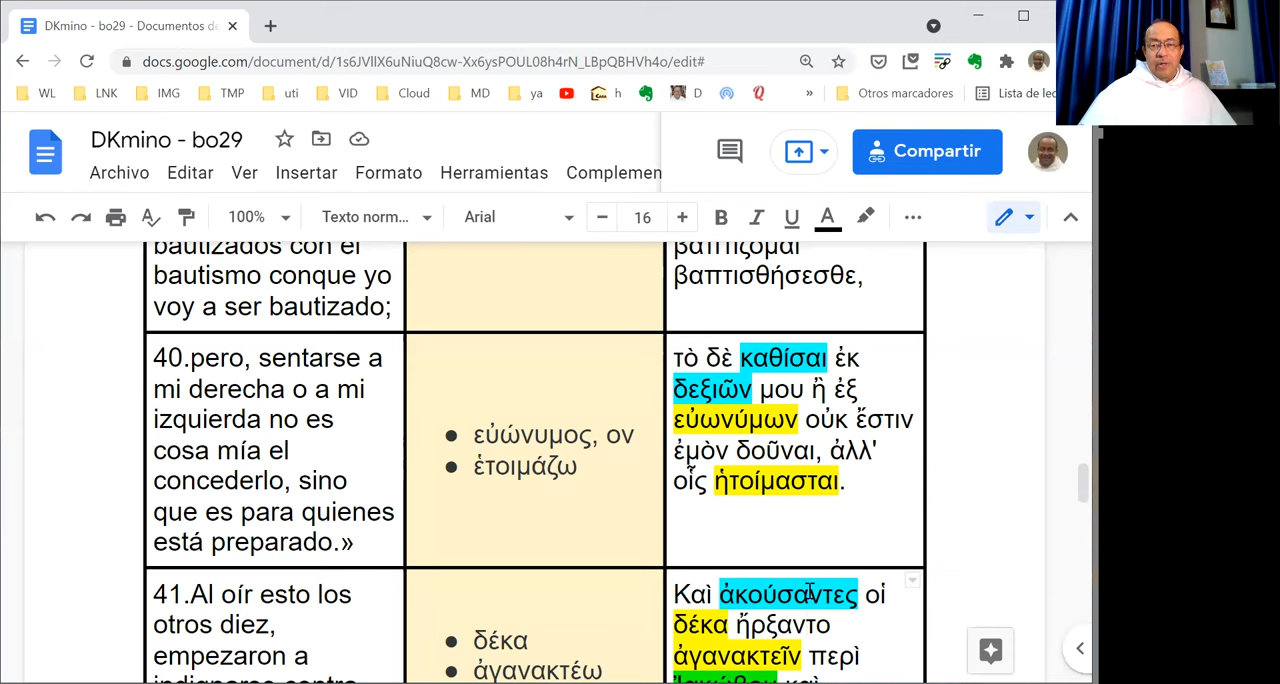 DKmino - bo29 - Documentos de
docs.google.com/document/d/1s6JVllX6uNiuQ8cw-Xx6ysPOUL08h4rN_LBpQBHVh4o/edit#
WL LNK IMG TMP uti VID Cloud MD ya h D » Otros marcadores Lista de lec
DKmino - bo29
Compartir
Archivo Editar Ver Insertar Formato Herramientas Complemen
100% Texto norm... Arial − 16 + B I U A
bautizados con el
bautismo conque yo
voy a ser bautizado;
βαπτίζομαι
βαπτισθήσεσθε,
40.pero, sentarse a
mi derecha o a mi
izquierda no es
cosa mía el
concederlo, sino
que es para quienes
está preparado.»
● εὐώνυμος, ον
● ἑτοιμάζω
τὸ δὲ καθίσαι ἐκ
δεξιῶν μου ἢ ἐξ
εὐωνύμων οὐκ ἔστιν
ἐμὸν δοῦναι, ἀλλ'
οἷς ἡτοίμασται.
41.Al oír esto los
otros diez,
empezaron a
indignarse contra
● δέκα
● ἀγανακτέω
Καὶ ἀκούσαντες οἱ
δέκα ἤρξαντο
ἀγανακτεῖν περὶ
Ἰακώβου καὶ